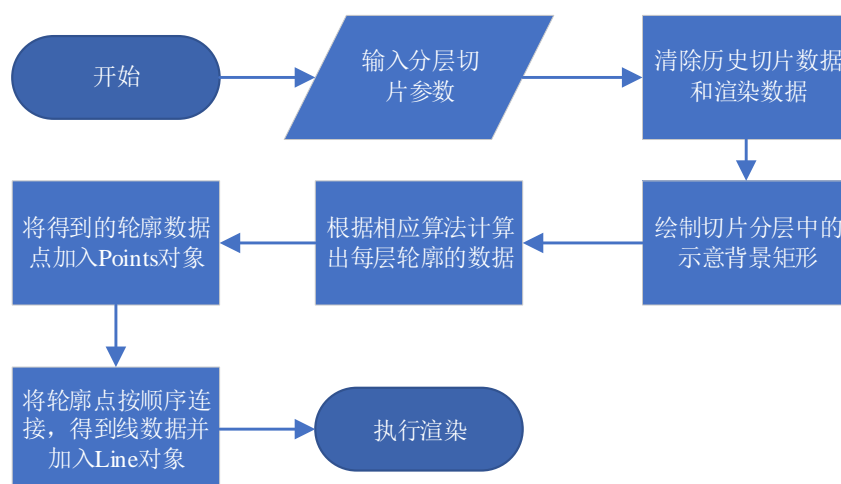 开始
输入分层切
片参数
清除历史切片数据
和渲染数据
绘制切片分层中的
示意背景矩形
根据相应算法计算
出每层轮廓的数据
将得到的轮廓数据
点加入Points对象
将轮廓点按顺序连
接，得到线数据并
加入Line对象
执行渲染